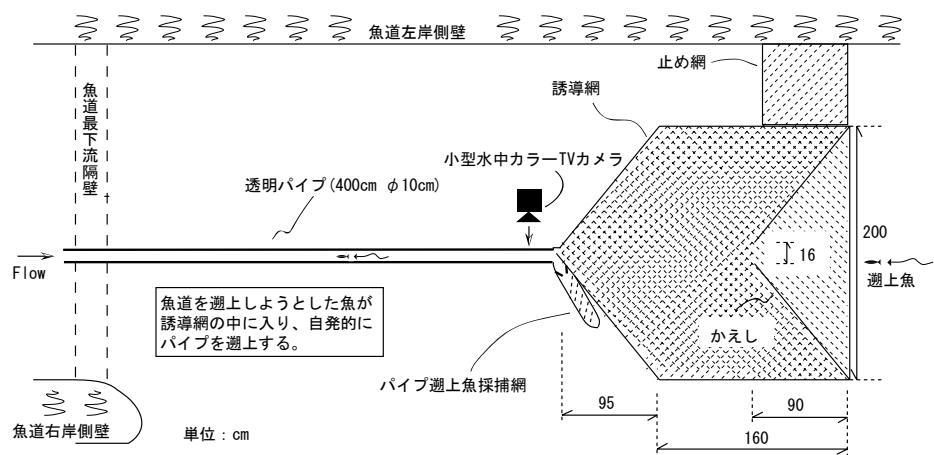 魚道左岸側壁
止め網
誘導網
魚道最下流隔壁
小型水中カラーTVカメラ
透明パイプ(400cm φ10cm)
200
16
Flow
遡上魚
魚道を遡上しようとした魚が
誘導網の中に入り、自発的に
パイプを遡上する。
かえし
パイプ遡上魚採捕網
95
90
魚道右岸側壁
単位：cm
160